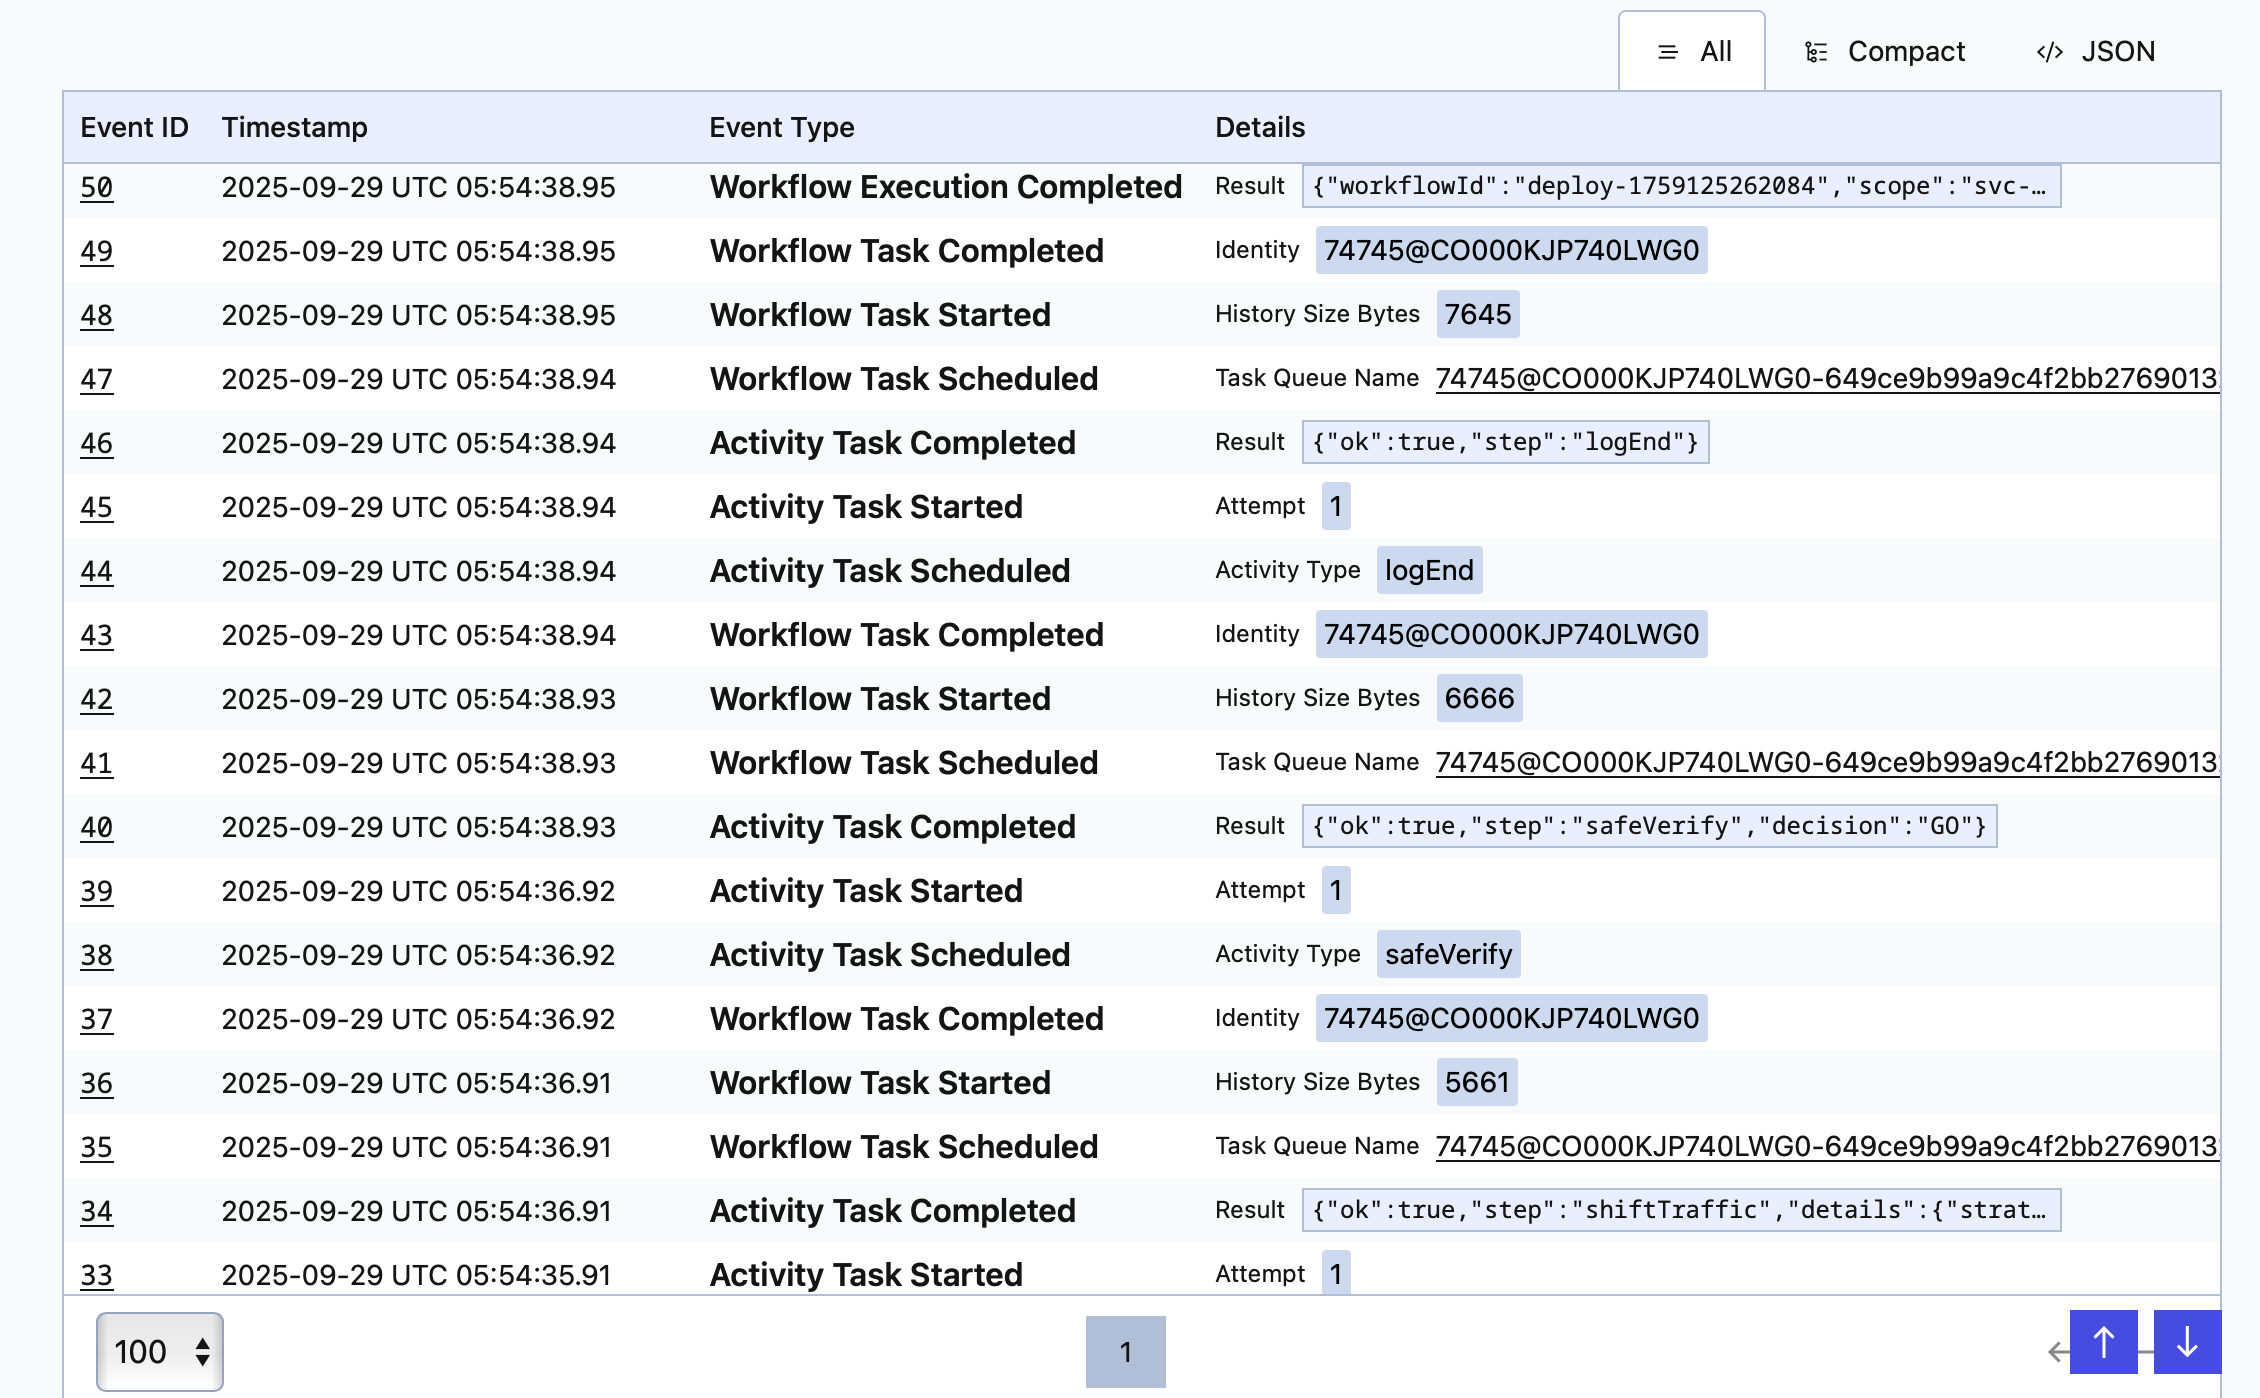 All Compact </> JSON
Event ID Timestamp Event Type Details
50 2025-09-29 UTC 05:54:38.95 Workflow Execution Completed Result {"workflowId":"deploy-1759125262084","scope":"svc-…
49 2025-09-29 UTC 05:54:38.95 Workflow Task Completed Identity 74745@CO000KJP740LWG0
48 2025-09-29 UTC 05:54:38.95 Workflow Task Started History Size Bytes 7645
47 2025-09-29 UTC 05:54:38.94 Workflow Task Scheduled Task Queue Name 74745@CO000KJP740LWG0-649ce9b99a9c4f2bb2769013
46 2025-09-29 UTC 05:54:38.94 Activity Task Completed Result {"ok":true,"step":"logEnd"}
45 2025-09-29 UTC 05:54:38.94 Activity Task Started Attempt 1
44 2025-09-29 UTC 05:54:38.94 Activity Task Scheduled Activity Type logEnd
43 2025-09-29 UTC 05:54:38.94 Workflow Task Completed Identity 74745@CO000KJP740LWG0
42 2025-09-29 UTC 05:54:38.93 Workflow Task Started History Size Bytes 6666
41 2025-09-29 UTC 05:54:38.93 Workflow Task Scheduled Task Queue Name 74745@CO000KJP740LWG0-649ce9b99a9c4f2bb2769013
40 2025-09-29 UTC 05:54:38.93 Activity Task Completed Result {"ok":true,"step":"safeVerify","decision":"GO"}
39 2025-09-29 UTC 05:54:36.92 Activity Task Started Attempt 1
38 2025-09-29 UTC 05:54:36.92 Activity Task Scheduled Activity Type safeVerify
37 2025-09-29 UTC 05:54:36.92 Workflow Task Completed Identity 74745@CO000KJP740LWG0
36 2025-09-29 UTC 05:54:36.91 Workflow Task Started History Size Bytes 5661
35 2025-09-29 UTC 05:54:36.91 Workflow Task Scheduled Task Queue Name 74745@CO000KJP740LWG0-649ce9b99a9c4f2bb2769013
34 2025-09-29 UTC 05:54:36.91 Activity Task Completed Result {"ok":true,"step":"shiftTraffic","details":{"strat…
33 2025-09-29 UTC 05:54:35.91 Activity Task Started Attempt 1
100 1